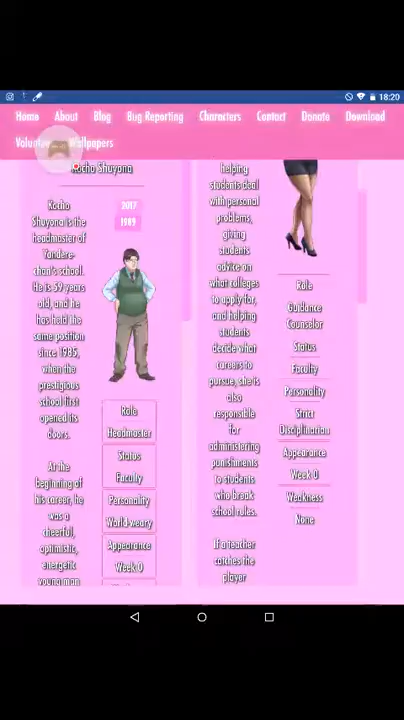 18:20
Home About Blog Bug Reporting Characters Contact Donate Download
Wallpapers
Kocho Shuyona
Kocho
Shuyona is the
headmaster of
Yandere-
chan's school.
He is 59 years
old, and he
has held the
same position
since 1985,
when the
prestigious
school first
opened its
doors.
At the
beginning of
his career, he
was a
cheerful,
optimistic,
energetic
young man
2017
1989
Role
Headmaster
Status
Faculty
Personality
World-weary
Appearance
Week 0
helping
students deal
with personal
problems,
giving
students
advice on
what colleges
to apply for,
and helping
students
decide what
careers to
pursue, she is
also
responsible
for
administering
punishments
to students
who break
school rules.
If a teacher
catches the
player
Role
Guidance
Counselor
Status
Faculty
Personality
Strict
Disciplinarian
Appearance
Week 0
Weakness
None